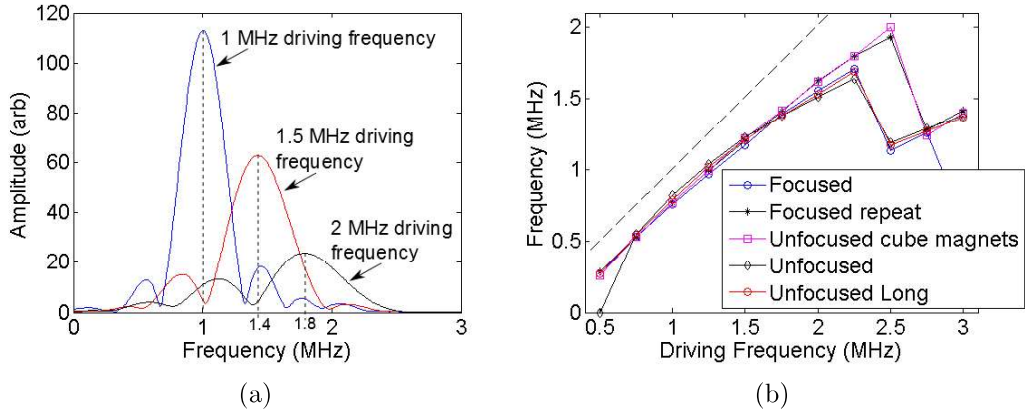 120
100
80
60
40
20
0
Amplitude (arb)
1 MHz driving frequency
1.5 MHz driving
frequency
2 MHz driving
frequency
0
1
1.4
1.8
2
3
Frequency (MHz)
(a)
2
1.5
1
0.5
0
Frequency (MHz)
Focused
Focused repeat
Unfocused cube magnets
Unfocused
Unfocused Long
0.5
1
1.5
2
2.5
3
Driving Frequency (MHz)
(b)